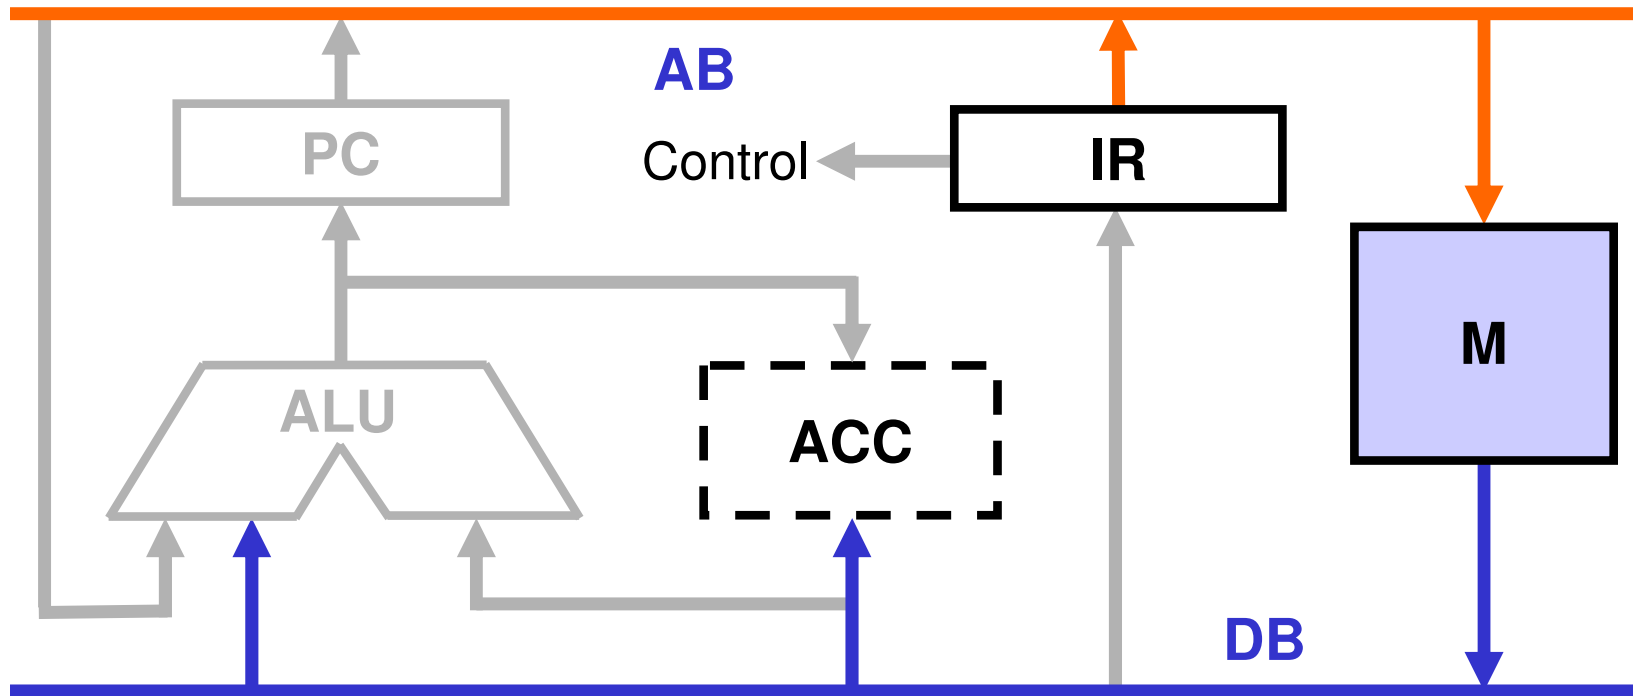 AB
PC
Control
IR
M
ALU
ACC
DB